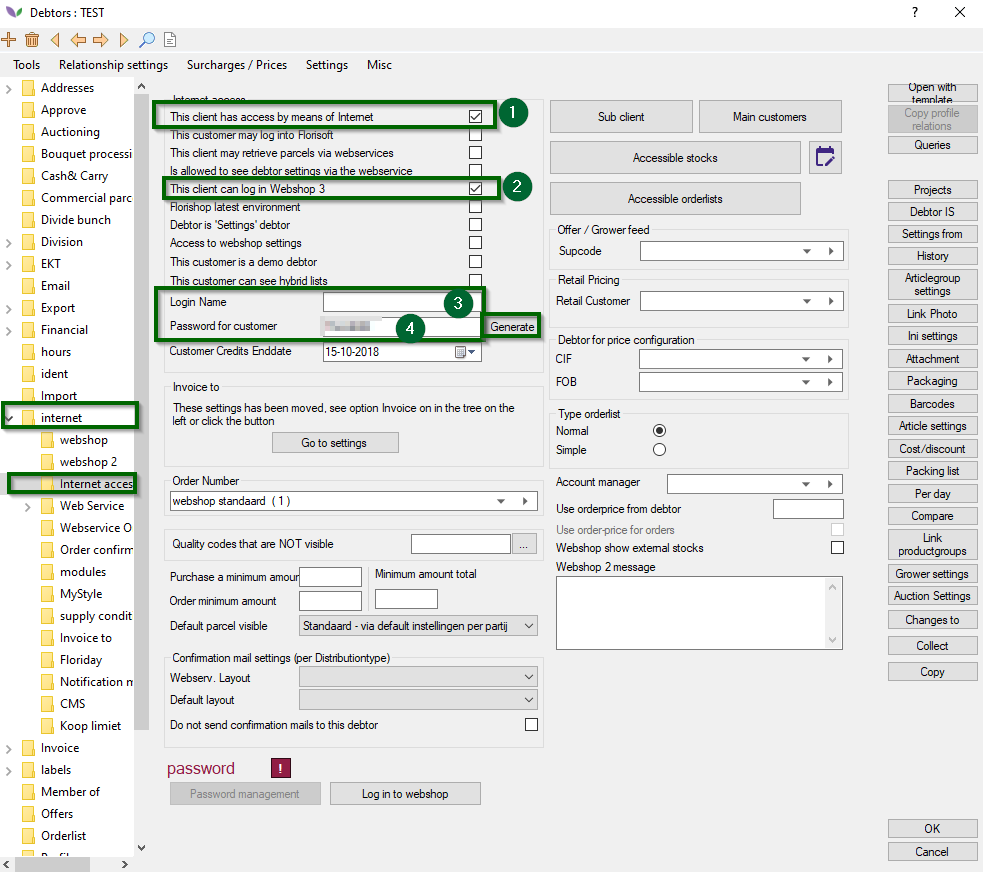 Debtors : TEST
?
Tools Relationship settings Surcharges / Prices Settings Misc
Addresses
Approve
Auctioning
Bouquet processi
Cash& Carry
Commercial parc
Divide bunch
Division
EKT
Email
Export
Financial
hours
ident
Import
internet
webshop
webshop 2
Internet acces
Web Service
Webservice O
Order confirm
modules
MyStyle
supply condit
Invoice to
Floriday
Notification m
CMS
Koop limiet
Invoice
labels
Member of
Offers
Orderlist
Internet access
This client has access by means of Internet
1
This customer may log into Florisoft
This client may retrieve parcels via webservices
Is allowed to see debtor settings via the webservice
This client can log in Webshop 3
2
Florishop latest environment
Debtor is 'Settings' debtor
Access to webshop settings
This customer is a demo debtor
This customer can see hybrid lists
Login Name
3
Password for customer
4
Generate
Customer Credits Enddate 15-10-2018
Invoice to
These settings has been moved, see option Invoice on in the tree on the
left or click the button
Go to settings
Order Number
webshop standaard ( 1 )
Quality codes that are NOT visible
...
Purchase a minimum amour
Minimum amount total
Order minimum amount
Default parcel visible Standaard - via default instellingen per partij
Confirmation mail settings (per Distributiontype)
Webserv. Layout
Default layout
Do not send confirmation mails to this debtor
password !
Password management Log in to webshop
Sub client Main customers
Accessible stocks
Accessible orderlists
Offer / Grower feed
Supcode
Retail Pricing
Retail Customer
Debtor for price configuration
CIF
FOB
Type orderlist
Normal
Simple
Account manager
Use orderprice from debtor
Use order-price for orders
Webshop show external stocks
Webshop 2 message
Open with
template
Copy profile
relations
Queries
Projects
Debtor IS
Settings from
History
Articlegroup
settings
Link Photo
Ini settings
Attachment
Packaging
Barcodes
Article settings
Cost/discount
Packing list
Per day
Compare
Link
productgroups
Grower settings
Auction Settings
Changes to
Collect
Copy
OK
Cancel